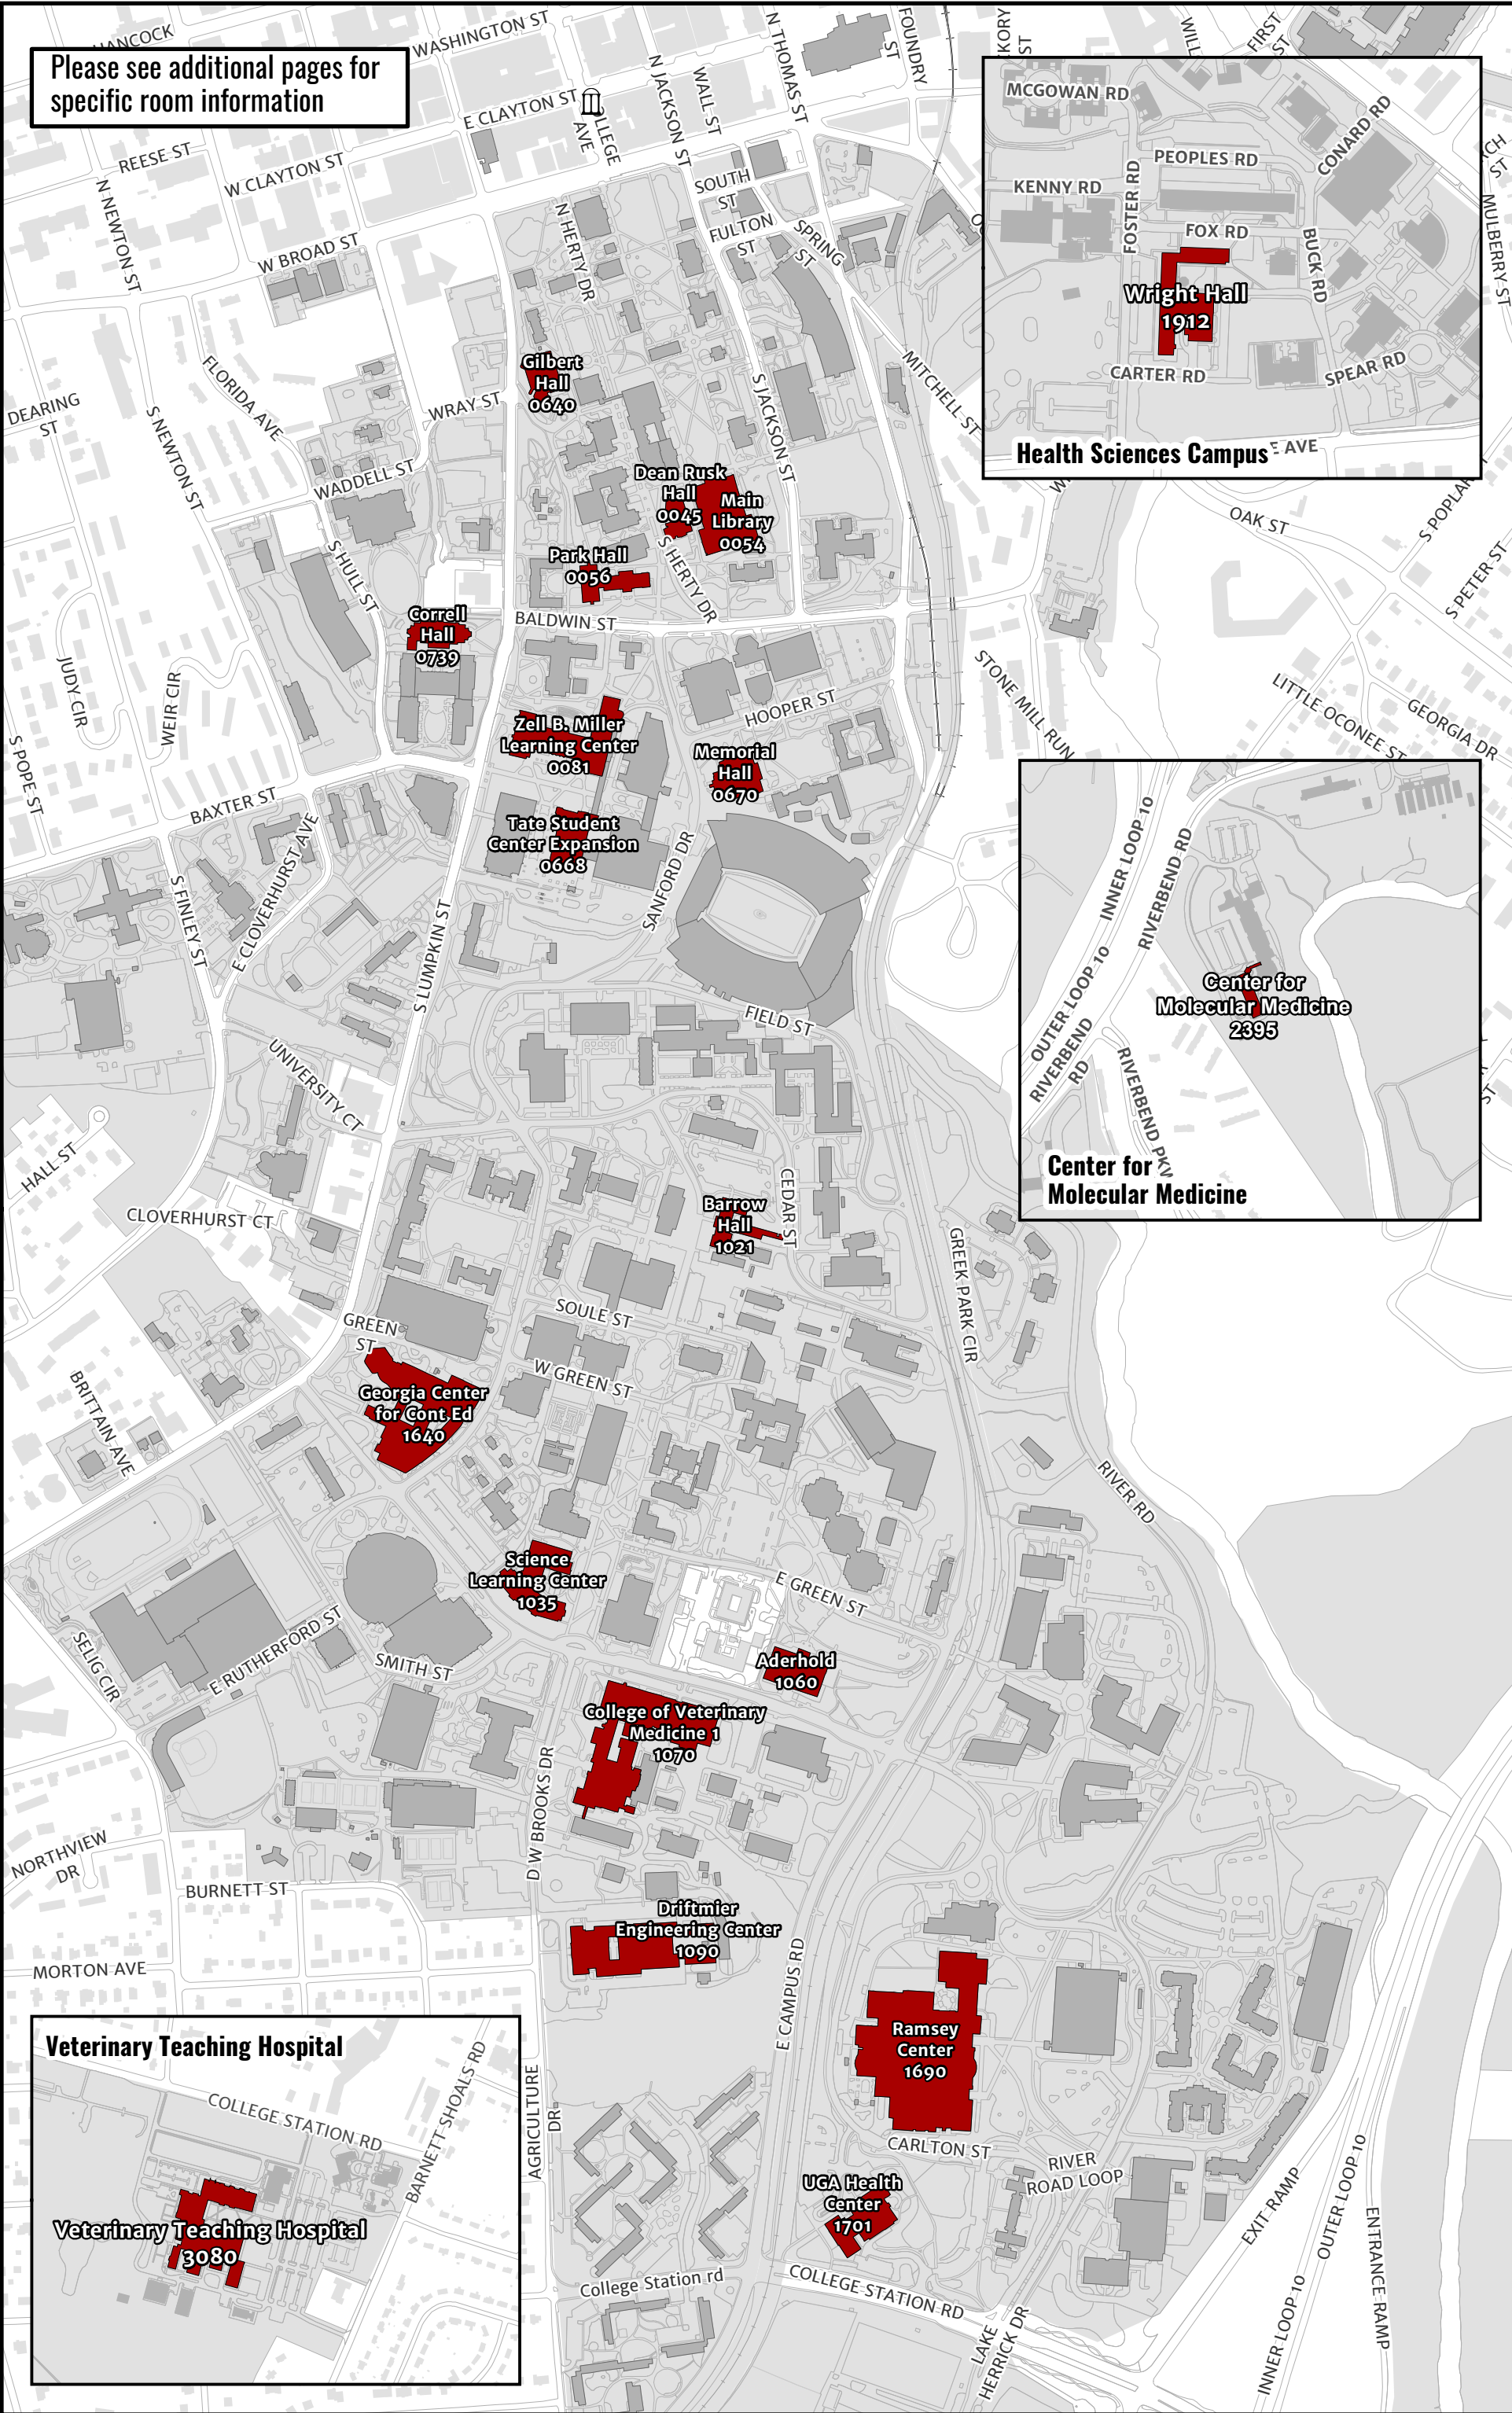 HANCOCK
WASHINGTON ST
Please see additional pages for
specific room information
N JACKSON ST
WALL ST
N THOMAS ST
FOUNDRY
ST
E CLAYTON ST
COLLEGE
AVE
REESE ST
W CLAYTON ST
N NEWTON ST
W BROAD ST
N HERTY DR
SOUTH
ST
FULTON
ST
SPRING
ST
MITCHELL ST
FIRST
ST
MCGOWAN RD
PEOPLES RD
CONARD RD
KENNY RD
FOSTER RD
FOX RD
BUCK RD
Wright Hall
1912
CARTER RD
SPEAR RD
Health Sciences Campus
E AVE
MULBERRY ST
DEARING
ST
FLORIDA AVE
S NEWTON ST
WRAY ST
WADDELL ST
Gilbert
Hall
0640
S JACKSON ST
Dean Rusk
Hall
0045
Main
Library
0054
Park Hall
0056
S HERTY DR
S HULL ST
BALDWIN ST
Correll
Hall
0739
OAK ST
S PETER ST
JUDY CIR
WEIR CIR
S POPE ST
STONE MILL RUN
LITTLE OCONEE ST
GEORGIA DR
Zell B. Miller
Learning Center
0081
HOOPER ST
Memorial
Hall
0670
BAXTER ST
Tate Student
Center Expansion
0668
SANFORD DR
S FINLEY ST
E CLOVERHURST AVE
S LUMPKIN ST
FIELD ST
INNER LOOP 10
RIVERBEND RD
OUTER LOOP 10
RIVERBEND
RD
Center for
Molecular Medicine
2395
Center for
Molecular Medicine
UNIVERSITY CT
HALL ST
CLOVERHURST CT
Barrow
Hall
1021
CEDAR ST
GREEK PARK CIR
SOULE ST
GREEN
ST
W GREEN ST
BRITTAIN AVE
Georgia Center
for Cont Ed
1640
RIVER RD
Science
Learning Center
1035
E GREEN ST
SELIG CIR
E RUTHERFORD ST
SMITH ST
Aderhold
1060
College of Veterinary
Medicine 1
1070
D W BROOKS DR
NORTHVIEW
DR
BURNETT ST
Driftmier
Engineering Center
1090
MORTON AVE
E CAMPUS RD
Ramsey
Center
1690
Veterinary Teaching Hospital
COLLEGE STATION RD
BARNETT SHOALS RD
Veterinary Teaching Hospital
3080
AGRICULTURE
DR
CARLTON ST
RIVER
ROAD LOOP
UGA Health
Center
1701
College Station rd
COLLEGE STATION RD
LAKE
HERRICK DR
EXIT RAMP
OUTER LOOP 10
INNER LOOP 10
ENTRANCE RAMP